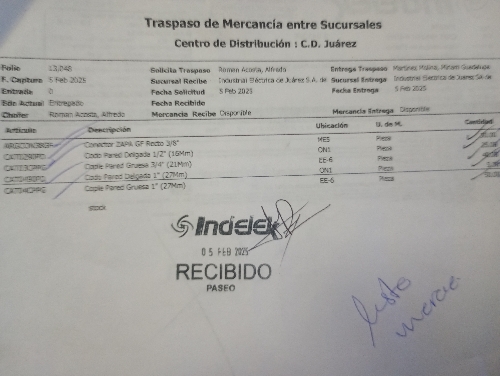 Traspaso de Mercancía entre Sucursales
Centro de Distribución : C.D. Juárez
Folio 13,048 Solicita Traspaso Roman Acosta, Alfredo Entrega Traspaso Martinez Molina, Miriam Guadalupe
F. Captura 5 Feb 2025 Sucursal Recibe Industrial Eléctrica de Juárez S.A. de Sucursal Entrega Industrial Eléctrica de Juárez SA de
Entrada 0 Fecha Solicitud 5 Feb 2025 Fecha Entrega 5 Feb 2025
Edo Actual Entregado Fecha Recibido
Chofer Roman Acosta, Alfredo Mercancía Recibe Disponible Mercancía Entrega Disponible
Artículo Descripción Ubicación U. de M. Cantidad
Conector ZAPA GF Recto 3/8" ME5 Pieza
Codo Pared Delgada 1/2" (16Mm) ON1 Pieza
Cople Pared Gruesa 3/4" (21Mm) EE-6 Pieza
Codo Pared Delgada 1" (27Mm) ON1 Pieza
Cople Pared Gruesa 1" (27Mm) EE-6 Pieza
stock
Indelek
05 FEB 2025
RECIBIDO
PASEO